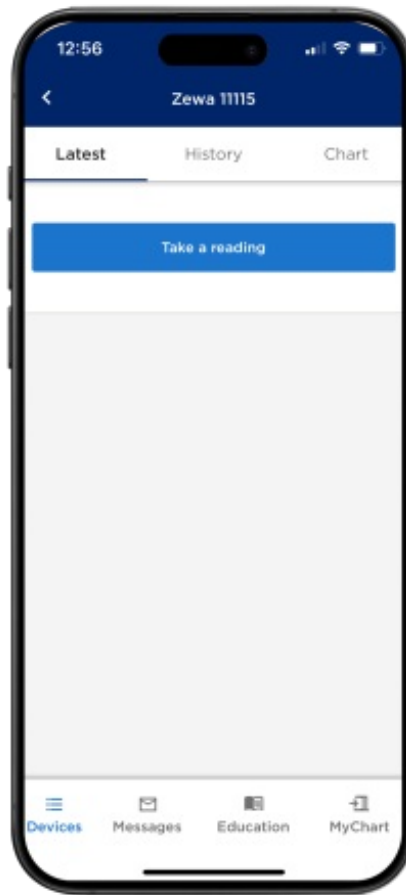 12:56
Zewa 11115
Latest History Chart
Take a reading
Devices Messages Education MyChart